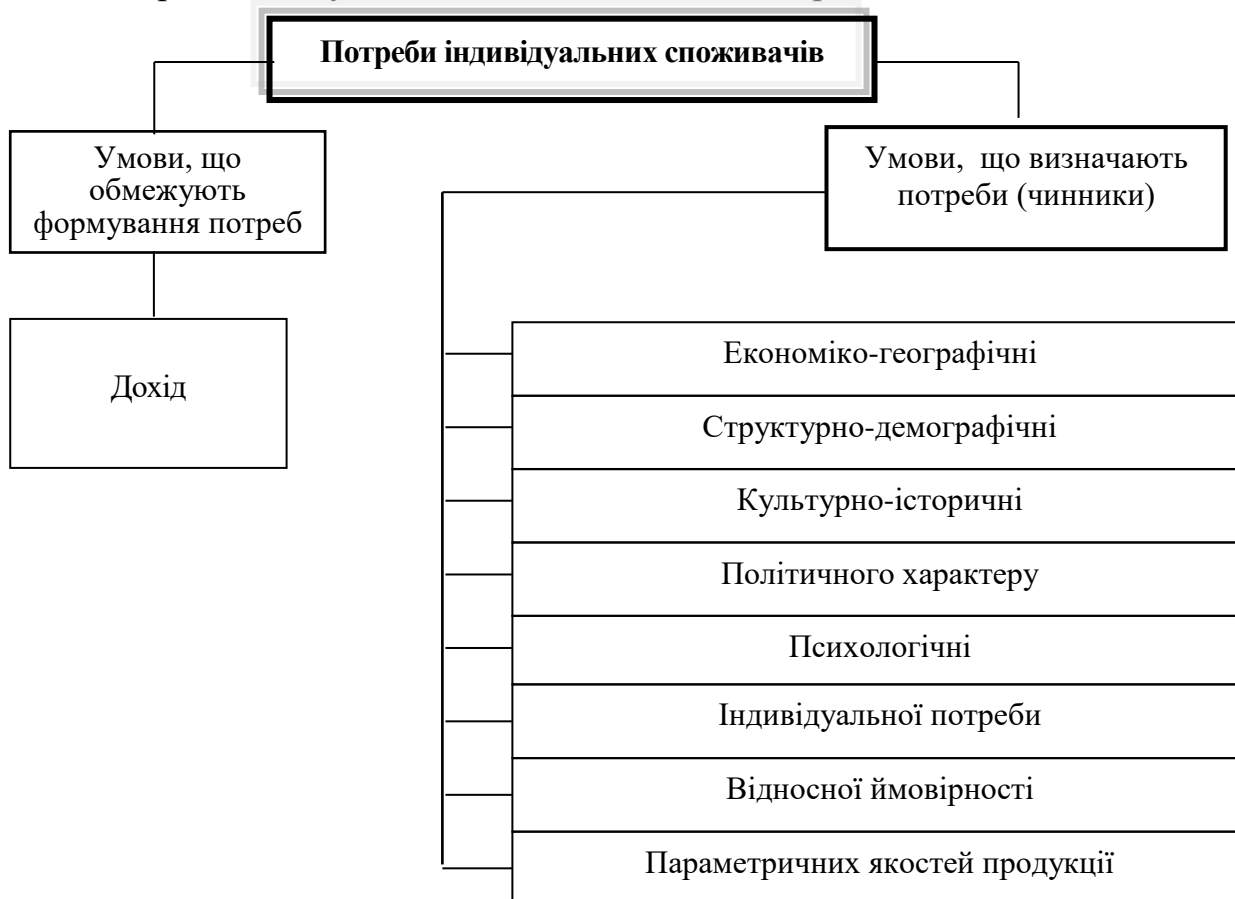 Потреби індивідуальних споживачів
Умови, що
обмежують
формування потреб
Умови, що визначають
потреби (чинники)
Дохід
Економіко-географічні
Структурно-демографічні
Культурно-історичні
Політичного характеру
Психологічні
Індивідуальної потреби
Відносної ймовірності
Параметричних якостей продукції